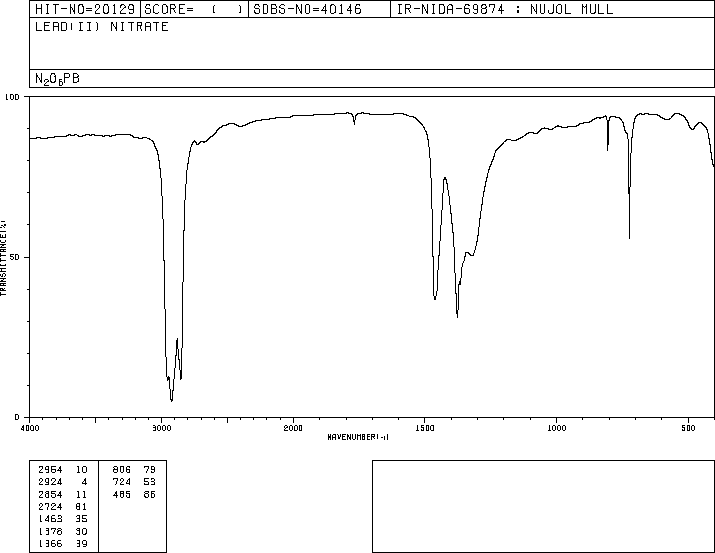 HIT-NO=20129 SCORE= ( ) SDBS-NO=40146 IR-NIDA-69874 : NUJOL MULL
LEAD(II) NITRATE
N2O6PB
100
TRANSMITTANCE(%)
50
0
4000 3000 2000 1500 1000 500
WAVENUMBER(-1)
2954 10 806 79
2924 4 724 53
2854 11 485 86
2724 81
1463 35
1378 30
1366 39